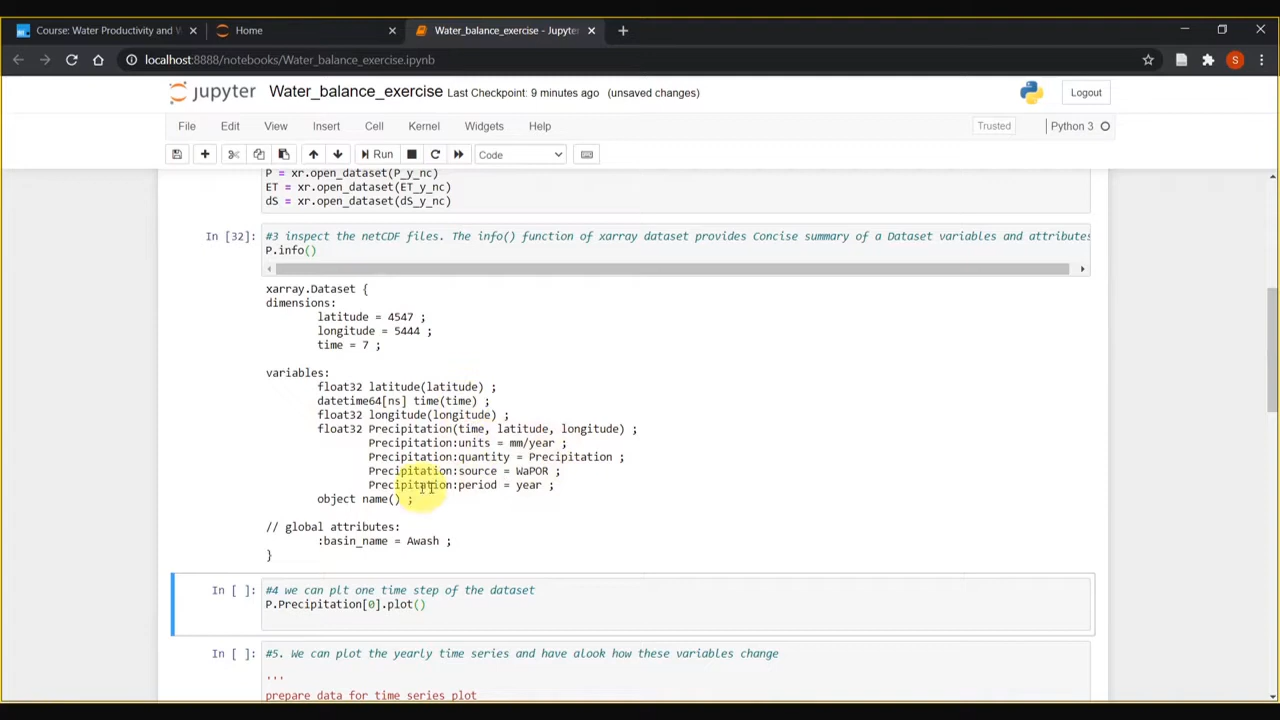 Course: Water Productivity and W
Home
Water_balance_exercise - Jupyter
localhost:8888/notebooks/Water_balance_exercise.ipynb
S
jupyter Water_balance_exercise Last Checkpoint: 9 minutes ago (unsaved changes)
Logout
File Edit View Insert Cell Kernel Widgets Help
Trusted
Python 3
Run
Code
P = xr.open_dataset(P_y_nc)
ET = xr.open_dataset(ET_y_nc)
dS = xr.open_dataset(dS_y_nc)
In [32]:
#3 inspect the netCDF files. The info() function of xarray dataset provides Concise summary of a Dataset variables and attributes
P.info()
xarray.Dataset {
dimensions:
latitude = 4547 ;
longitude = 5444 ;
time = 7 ;
variables:
float32 latitude(latitude) ;
datetime64[ns] time(time) ;
float32 longitude(longitude) ;
float32 Precipitation(time, latitude, longitude) ;
Precipitation:units = mm/year ;
Precipitation:quantity = Precipitation ;
Precipitation:source = WaPOR ;
Precipitation:period = year ;
object name() ;
// global attributes:
:basin_name = Awash ;
}
In [ ]:
#4 we can plt one time step of the dataset
P.Precipitation[0].plot()
In [ ]:
#5. We can plot the yearly time series and have alook how these variables change
'''
prepare data for time series plot